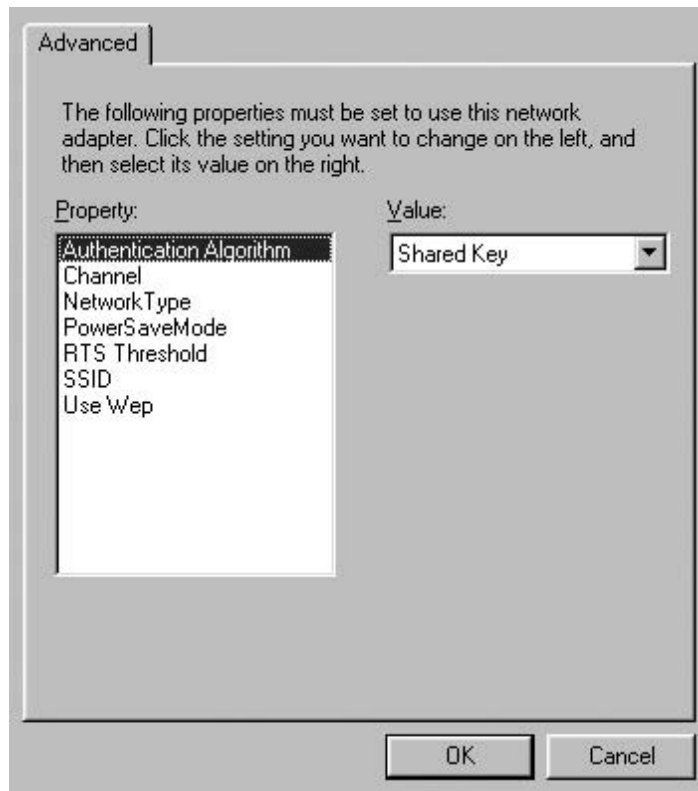 Advanced
The following properties must be set to use this network
adapter. Click the setting you want to change on the left, and
then select its value on the right.
Property:
Value:
Authentication Algorithm
Shared Key
Channel
NetworkType
PowerSaveMode
RTS Threshold
SSID
Use Wep
OK
Cancel